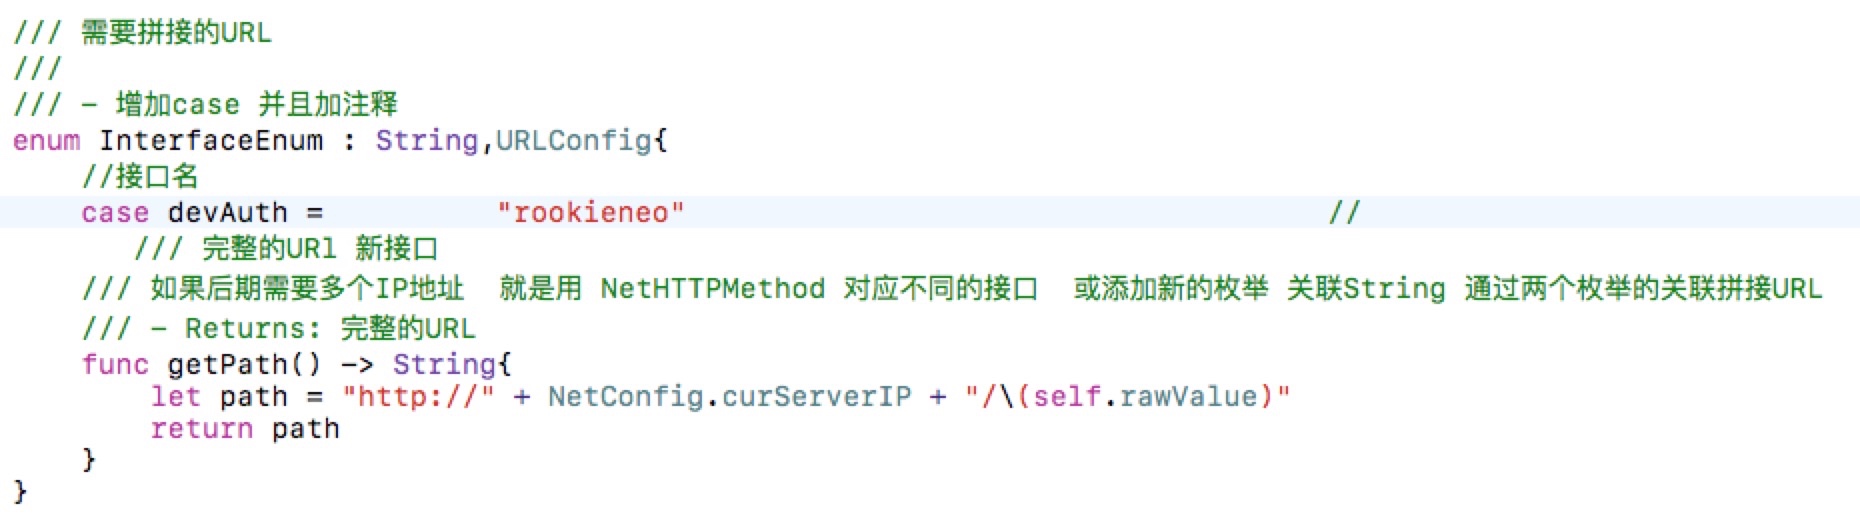 /// 需要拼接的URL
///
/// - 增加case 并且加注释
enum InterfaceEnum : String,URLConfig{
    //接口名
    case devAuth =          "rookieneo"                                     //
       /// 完整的URl 新接口
    /// 如果后期需要多个IP地址  就是用 NetHTTPMethod 对应不同的接口  或添加新的枚举 关联String 通过两个枚举的关联拼接URL
    /// - Returns: 完整的URL
    func getPath() -> String{
        let path = "http://" + NetConfig.curServerIP + "/\(self.rawValue)"
        return path
    }
}